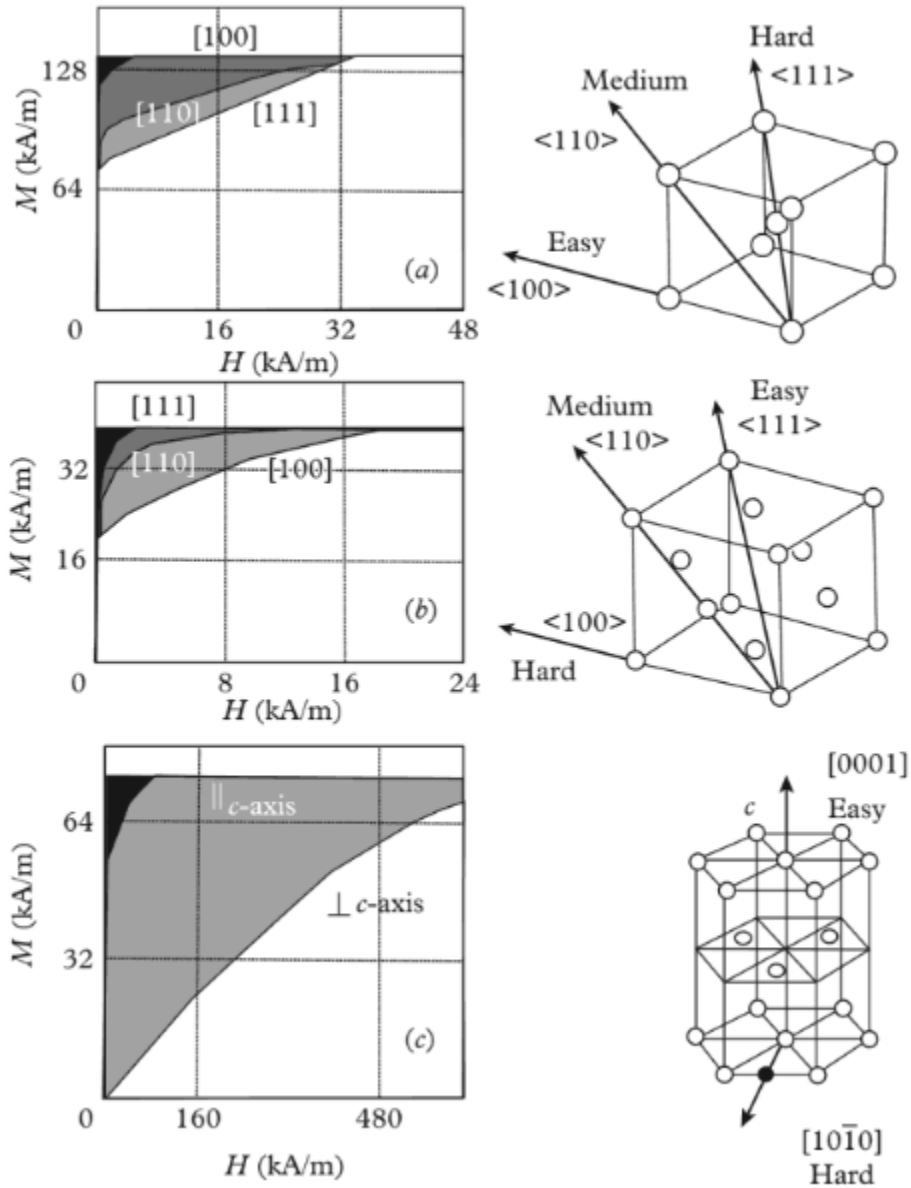 [100]
128
[110]
[111]
M (kA/m)
64
(a)
0
16
32
48
H (kA/m)
Hard
<111>
Medium
<110>
Easy
<100>
[111]
32
[110]
[100]
M (kA/m)
16
(b)
0
8
16
24
H (kA/m)
Easy
<111>
Medium
<110>
<100>
Hard
|| c-axis
64
⊥ c-axis
M (kA/m)
32
(c)
0
160
480
H (kA/m)
[0001]
c
Easy
[101̄0]
Hard